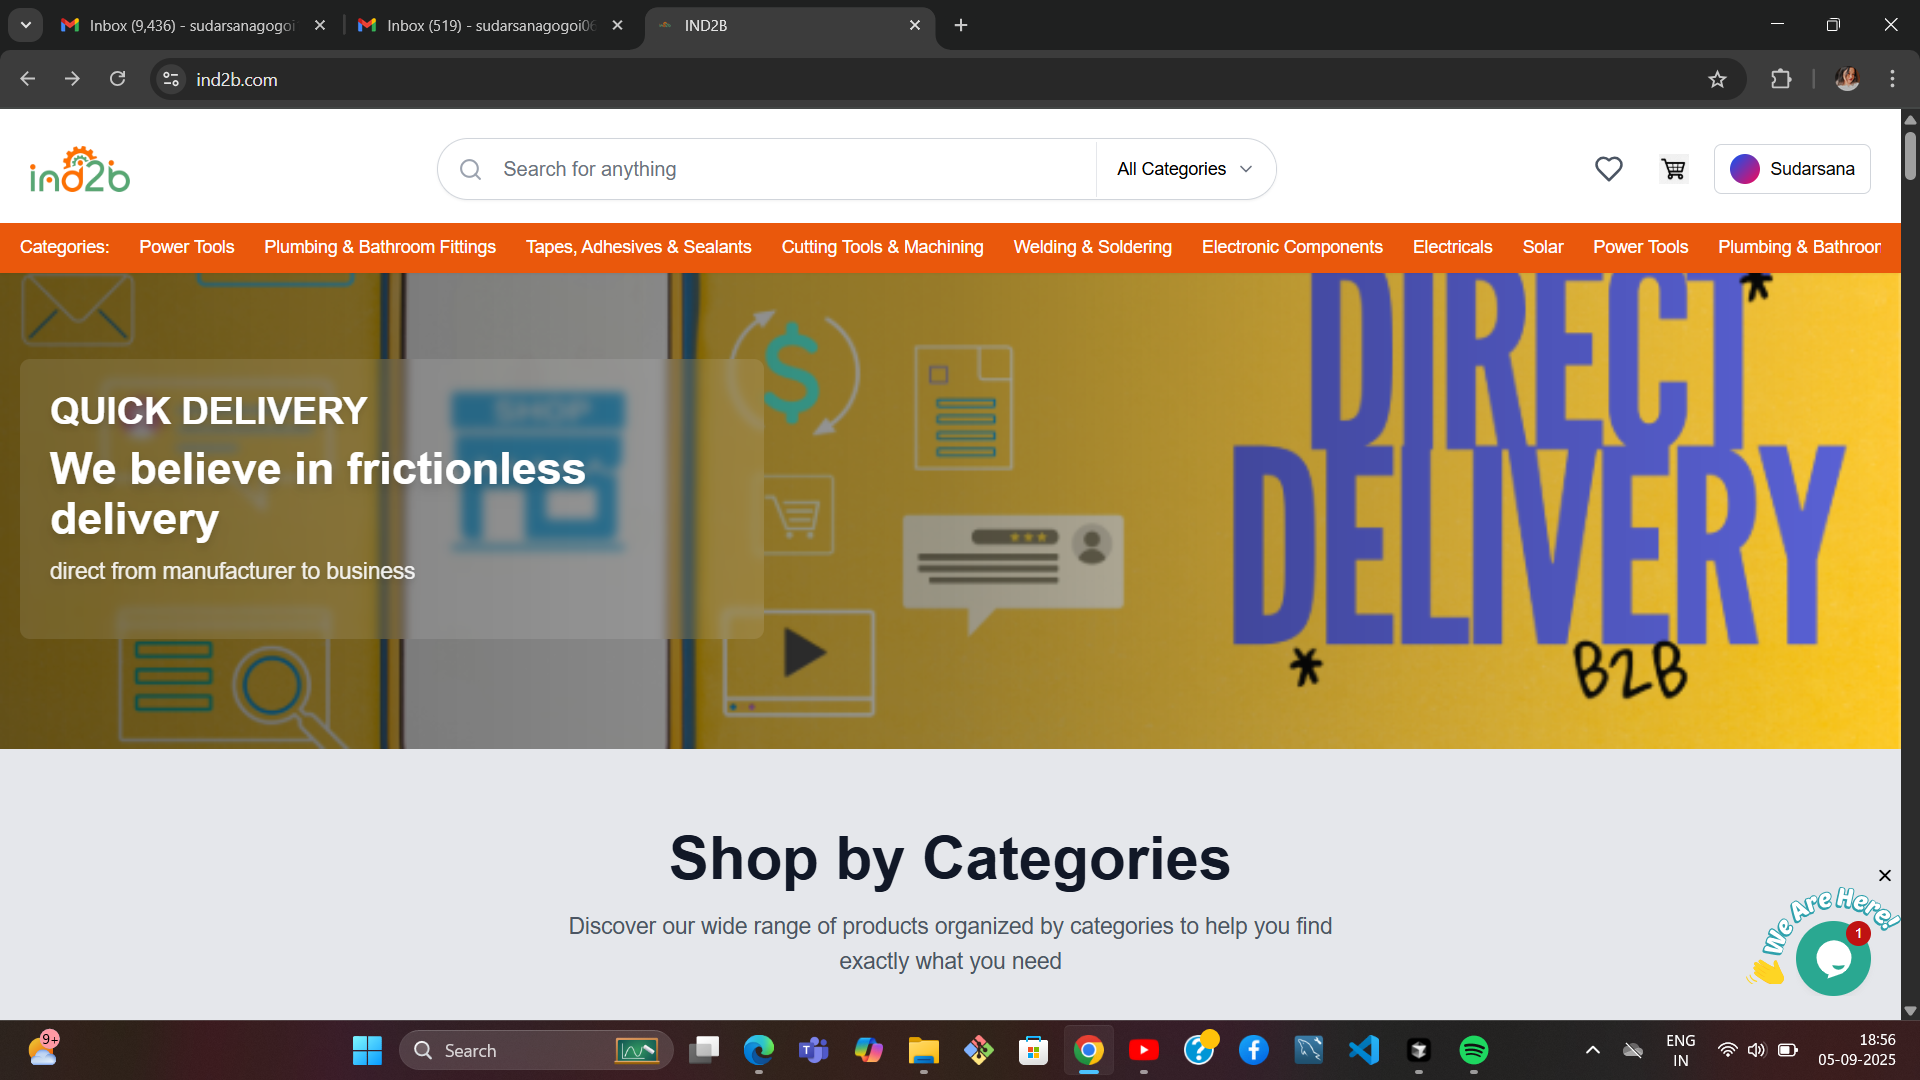 Inbox (9,436) - sudarsanagogoi
Inbox (519) - sudarsanagogoi06
IND2B
ind2b.com
ind2b
Search for anything
All Categories
Sudarsana
Categories: Power Tools Plumbing & Bathroom Fittings Tapes, Adhesives & Sealants Cutting Tools & Machining Welding & Soldering Electronic Components Electricals Solar Power Tools Plumbing & Bathroom
SHOP
QUICK DELIVERY
We believe in frictionless
delivery
direct from manufacturer to business
DIRECT
DELIVERY
B2B
Shop by Categories
Discover our wide range of products organized by categories to help you find
exactly what you need
We Are Here!
1
9+
Search
ENG
IN
18:56
05-09-2025